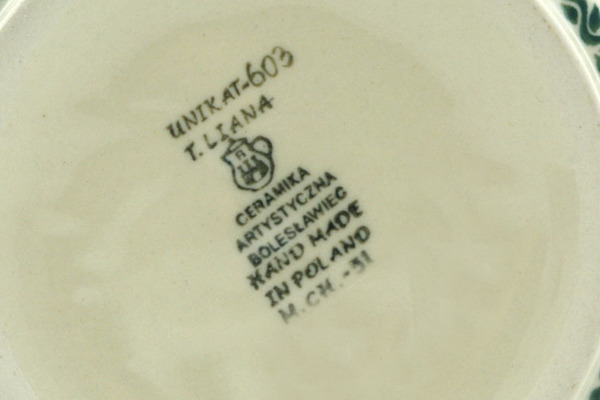 UNIKAT-603
T. LIANA
CERAMIKA
ARTYSTYCZNA
BOLESŁAWIEC
HAND MADE
IN POLAND
M.CH.-31